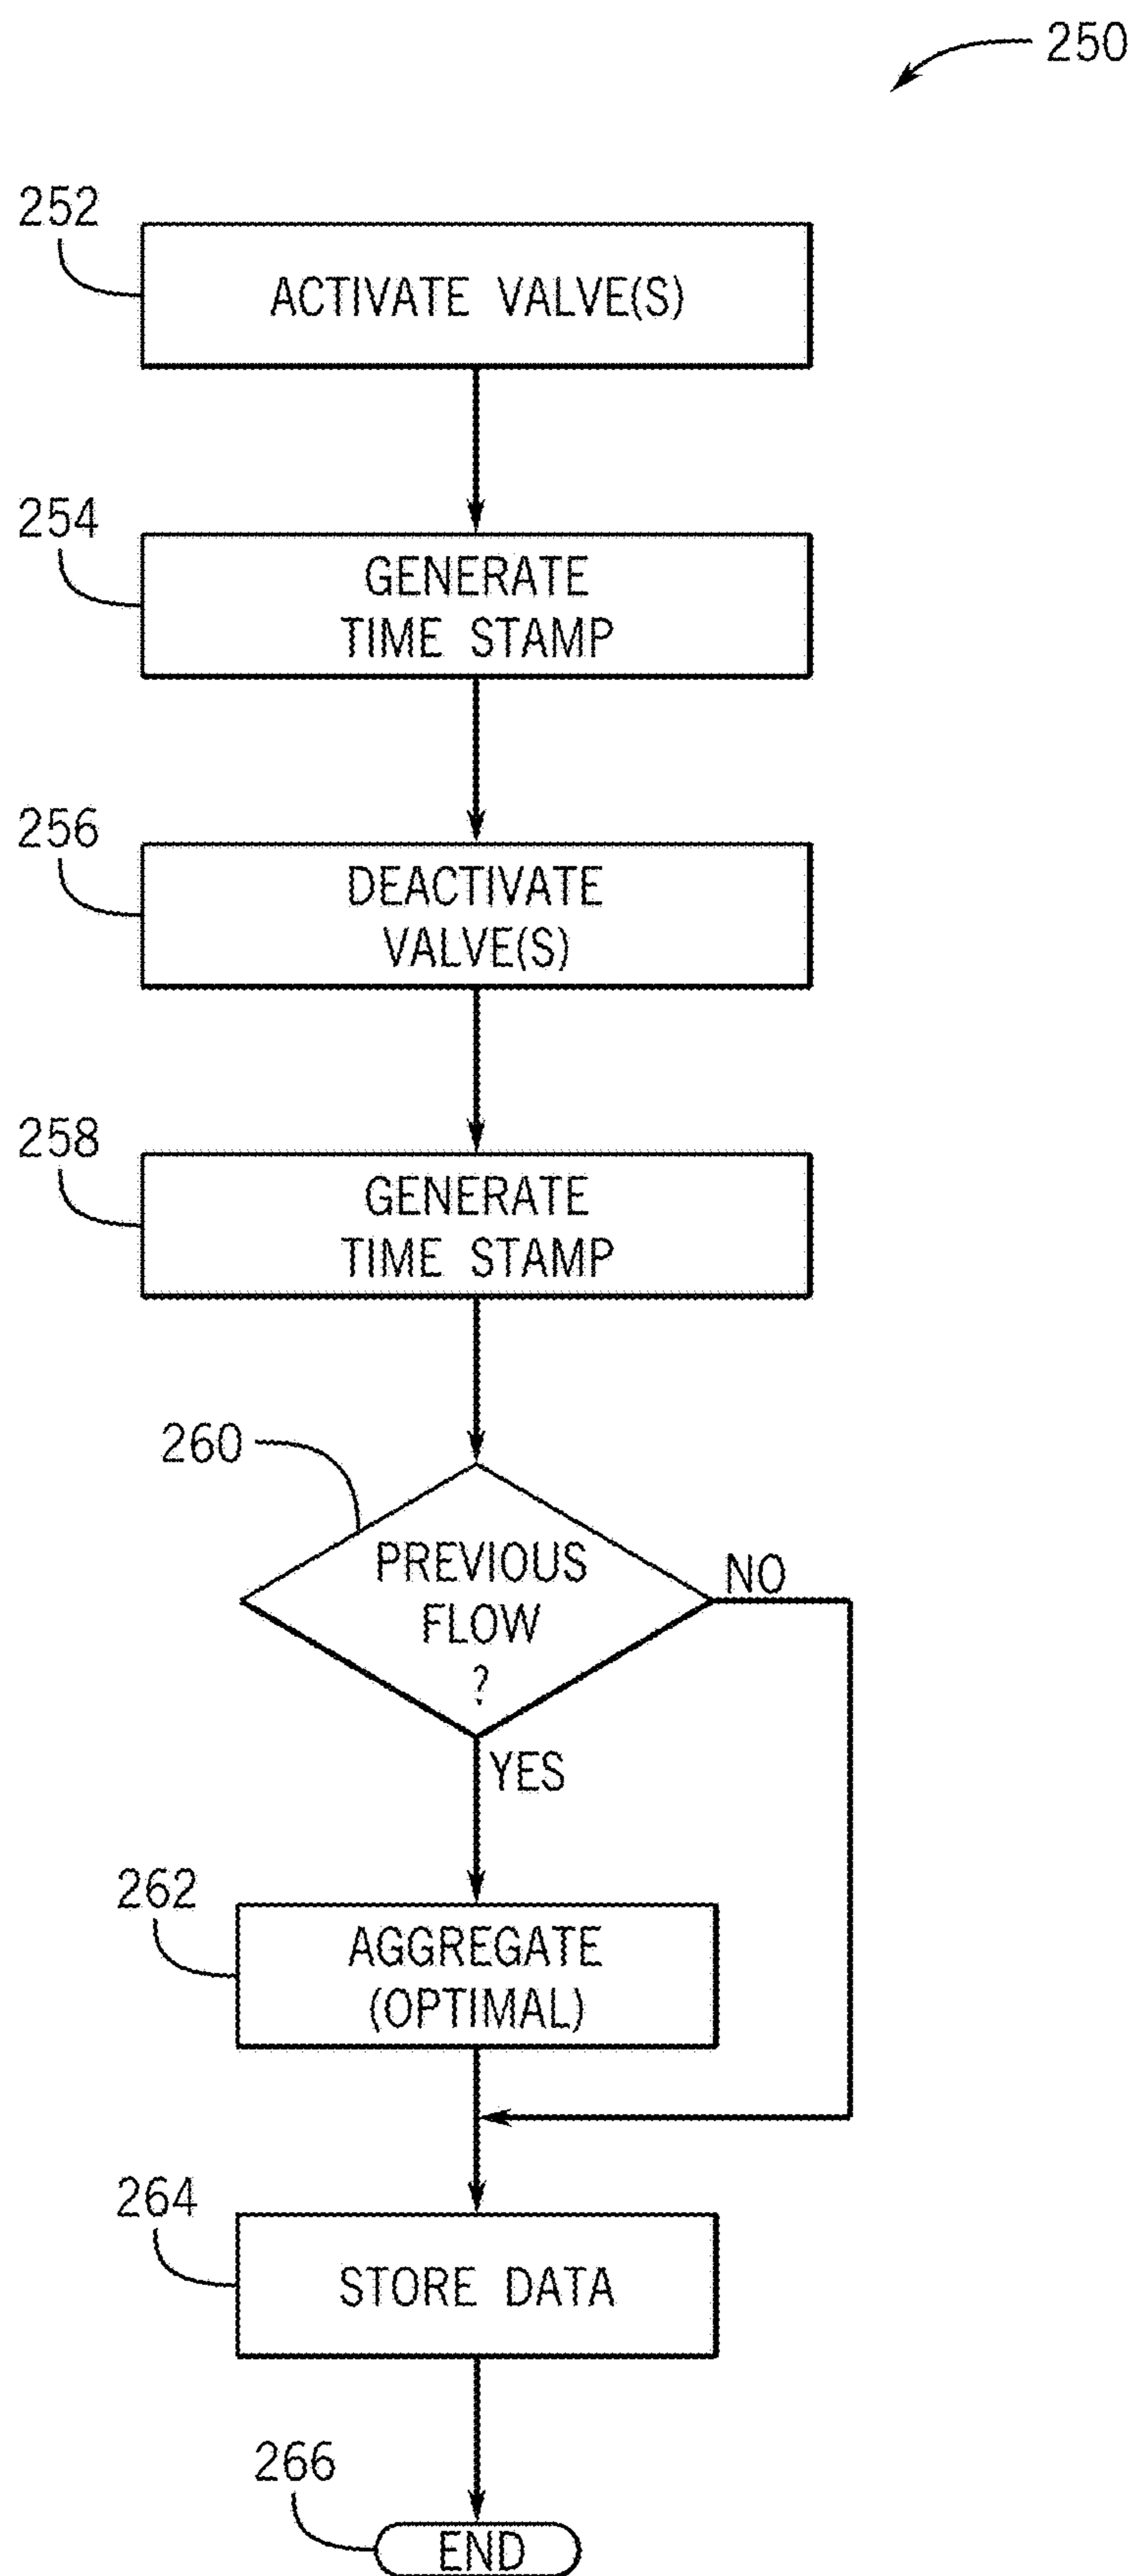 250
252
ACTIVATE VALVE(S)
254
GENERATE
TIME STAMP
256
DEACTIVATE
VALVE(S)
258
GENERATE
TIME STAMP
260
PREVIOUS
FLOW
?
NO
YES
262
AGGREGATE
(OPTIMAL)
264
STORE DATA
266
END